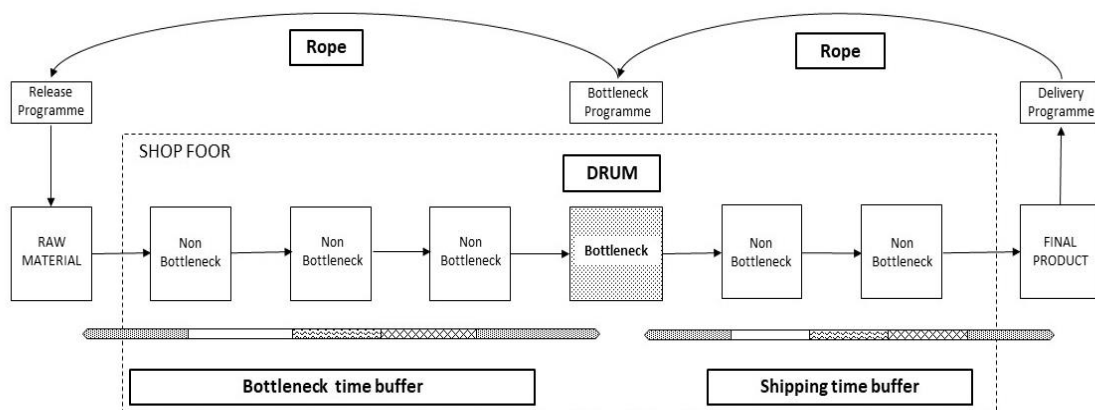 Rope
Rope
Release
Programme
Bottleneck
Programme
Delivery
Programme
SHOP FOOR
DRUM
RAW
MATERIAL
Non
Bottleneck
Non
Bottleneck
Non
Bottleneck
Bottleneck
Non
Bottleneck
Non
Bottleneck
FINAL
PRODUCT
Bottleneck time buffer
Shipping time buffer